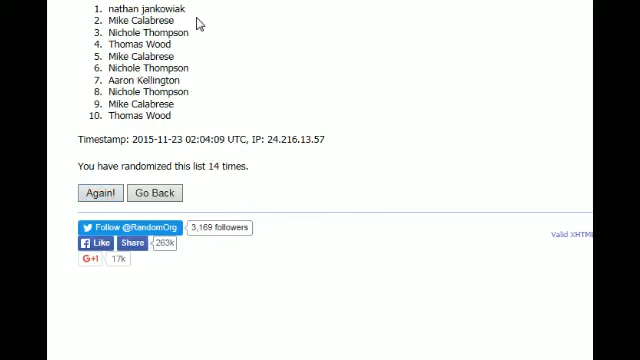 1. nathan jankowiak
2. Mike Calabrese
3. Nichole Thompson
4. Thomas Wood
5. Mike Calabrese
6. Nichole Thompson
7. Aaron Kellington
8. Nichole Thompson
9. Mike Calabrese
10. Thomas Wood
Timestamp: 2015-11-23 02:04:09 UTC, IP: 24.216.13.57
You have randomized this list 14 times.
Again! Go Back
Follow @RandomOrg 3,169 followers
Valid XHTML
Like Share 263k
G+1 17k